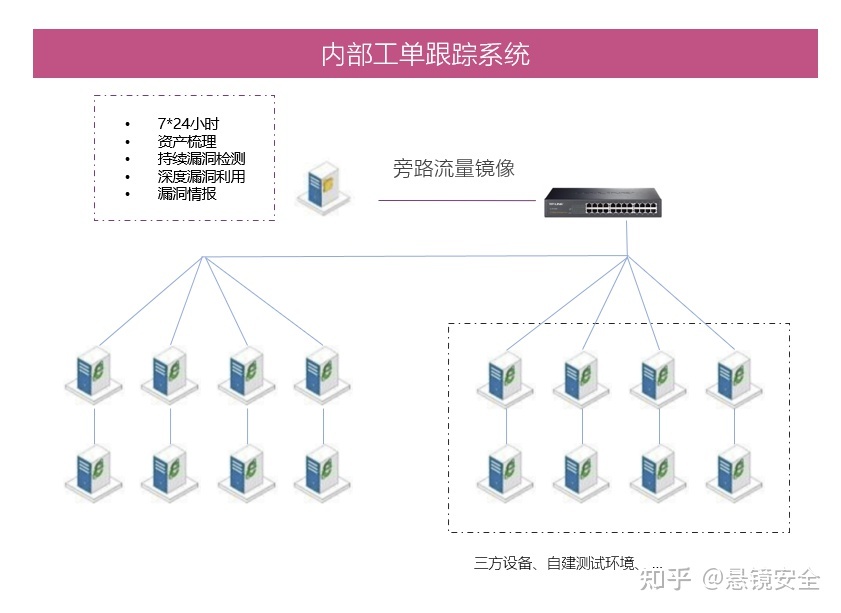 内部工单跟踪系统
• 7*24小时
• 资产梳理
• 持续漏洞检测
• 深度漏洞利用
• 漏洞情报
旁路流量镜像
三方设备、自建测试环境、...
知乎 @悬镜安全